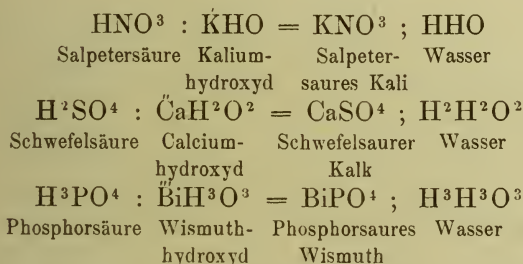 HNO³ : K̇HO = KNO³ ; HHO
Salpetersäure Kalium- Salpeter- Wasser
hydroxyd saures Kali
H²SO⁴ : C̈aH²O² = CaSO⁴ ; H²H²O²
Schwefelsäure Calcium- Schwefelsaurer Wasser
hydroxyd Kalk
H³PO⁴ : B⃛iH³O³ = BiPO⁴ ; H³H³O³
Phosphorsäure Wismuth- Phosphorsaures Wasser
hydroxyd Wismuth